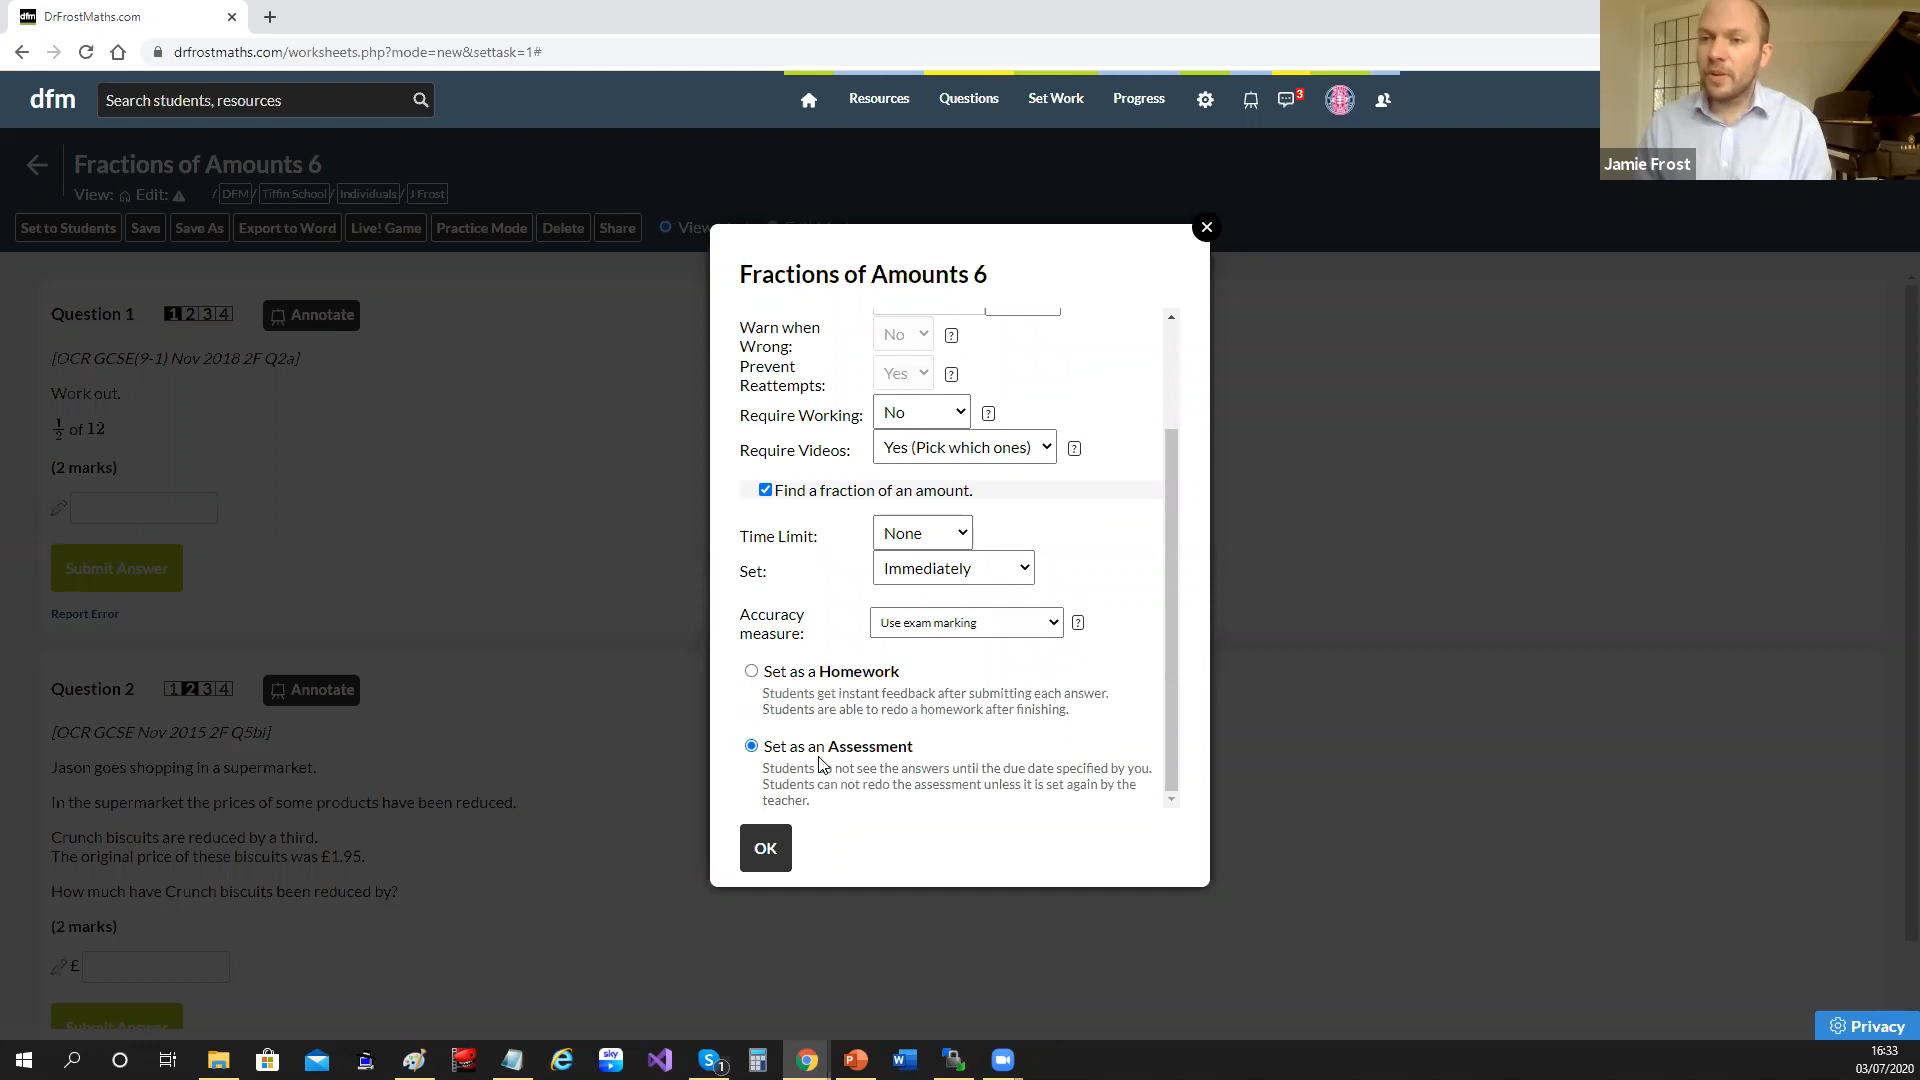 DrFrostMaths.com
drfrostmaths.com/worksheets.php?mode=new&settask=1#
dfm
Search students, resources
Resources
Questions
Set Work
Progress
3
Jamie Frost
Fractions of Amounts 6
View: Edit: / DFM / Tiffin School / Individuals / J Frost
Set to Students
Save
Save As
Export to Word
Live! Game
Practice Mode
Delete
Share
Question 1
1 2 3 4
Annotate
[OCR GCSE(9-1) Nov 2018 2F Q2a]
Work out.
1/2 of 12
(2 marks)
Submit Answer
Report Error
Question 2
1 2 3 4
Annotate
[OCR GCSE Nov 2015 2F Q5bi]
Jason goes shopping in a supermarket.
In the supermarket the prices of some products have been reduced.
Crunch biscuits are reduced by a third.
The original price of these biscuits was £1.95.
How much have Crunch biscuits been reduced by?
(2 marks)
£
Submit Answer
Fractions of Amounts 6
Warn when
Wrong:
No
?
Prevent
Reattempts:
Yes
?
Require Working:
No
?
Require Videos:
Yes (Pick which ones)
?
Find a fraction of an amount.
Time Limit:
None
Set:
Immediately
Accuracy
measure:
Use exam marking
?
Set as a Homework
Students get instant feedback after submitting each answer.
Students are able to redo a homework after finishing.
Set as an Assessment
Students not see the answers until the due date specified by you.
Students can not redo the assessment unless it is set again by the
teacher.
OK
Privacy
sky
1
16:33
03/07/2020